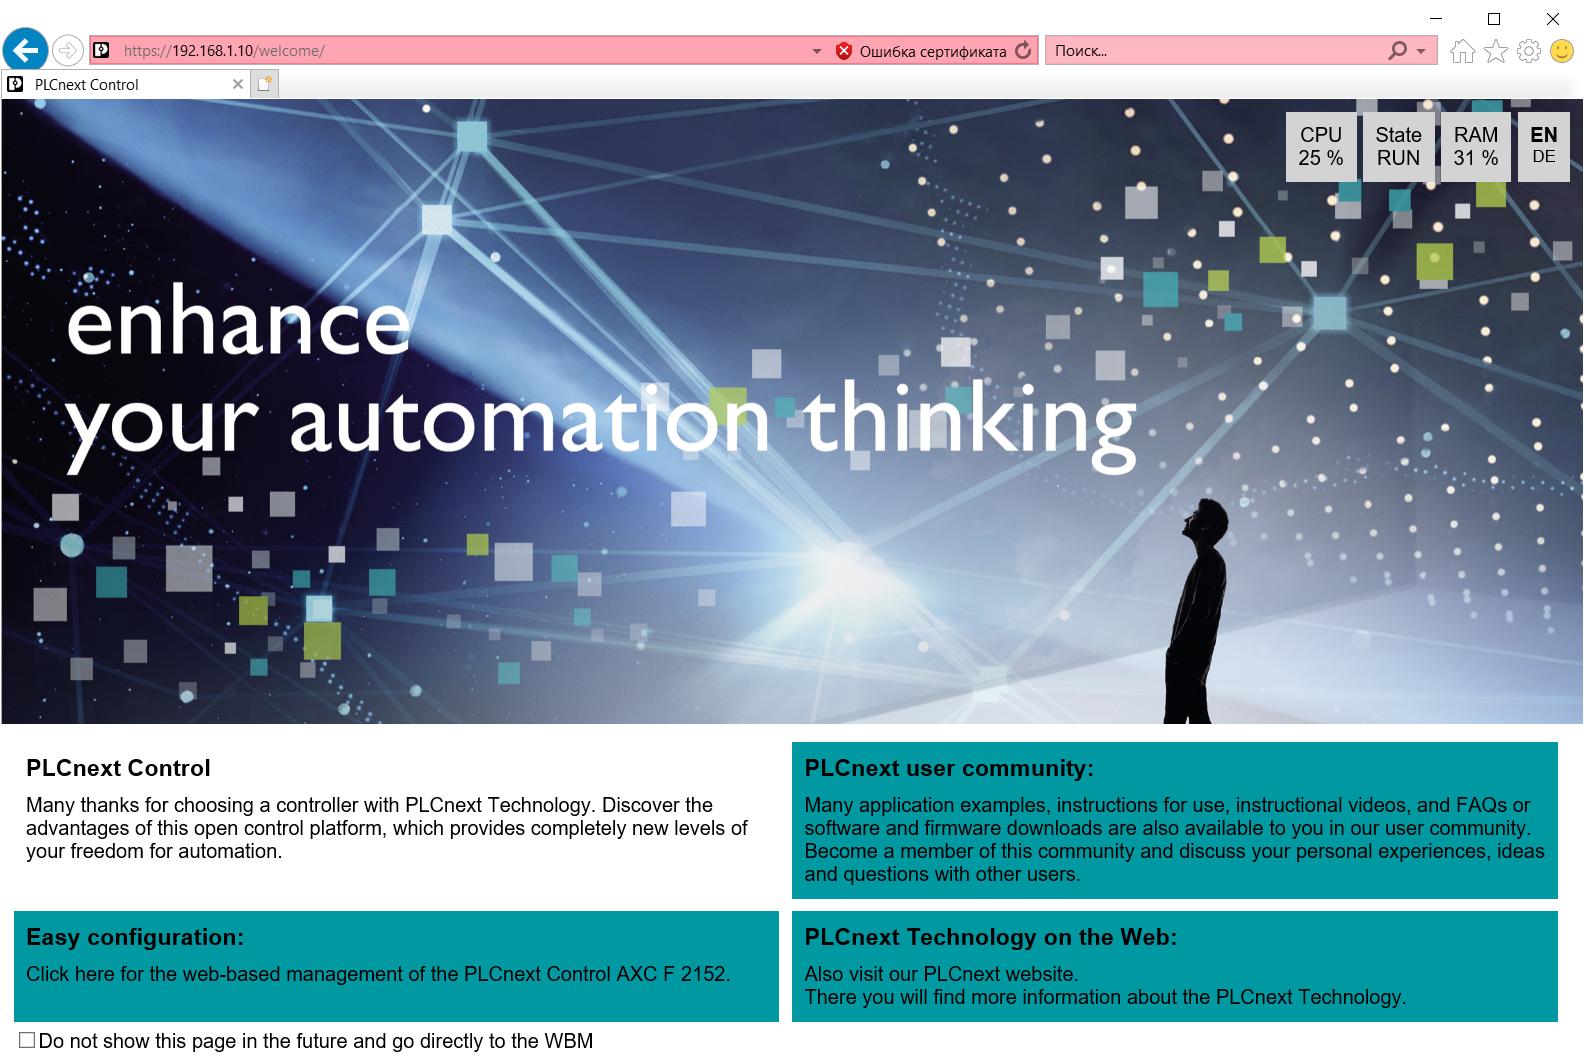 https://192.168.1.10/welcome/
Ошибка сертификата
Поиск...
PLCnext Control
CPU
25 %
State
RUN
RAM
31 %
EN
DE
enhance
your automation thinking
PLCnext Control
Many thanks for choosing a controller with PLCnext Technology. Discover the
advantages of this open control platform, which provides completely new levels of
your freedom for automation.
PLCnext user community:
Many application examples, instructions for use, instructional videos, and FAQs or
software and firmware downloads are also available to you in our user community.
Become a member of this community and discuss your personal experiences, ideas
and questions with other users.
Easy configuration:
Click here for the web-based management of the PLCnext Control AXC F 2152.
PLCnext Technology on the Web:
Also visit our PLCnext website.
There you will find more information about the PLCnext Technology.
Do not show this page in the future and go directly to the WBM